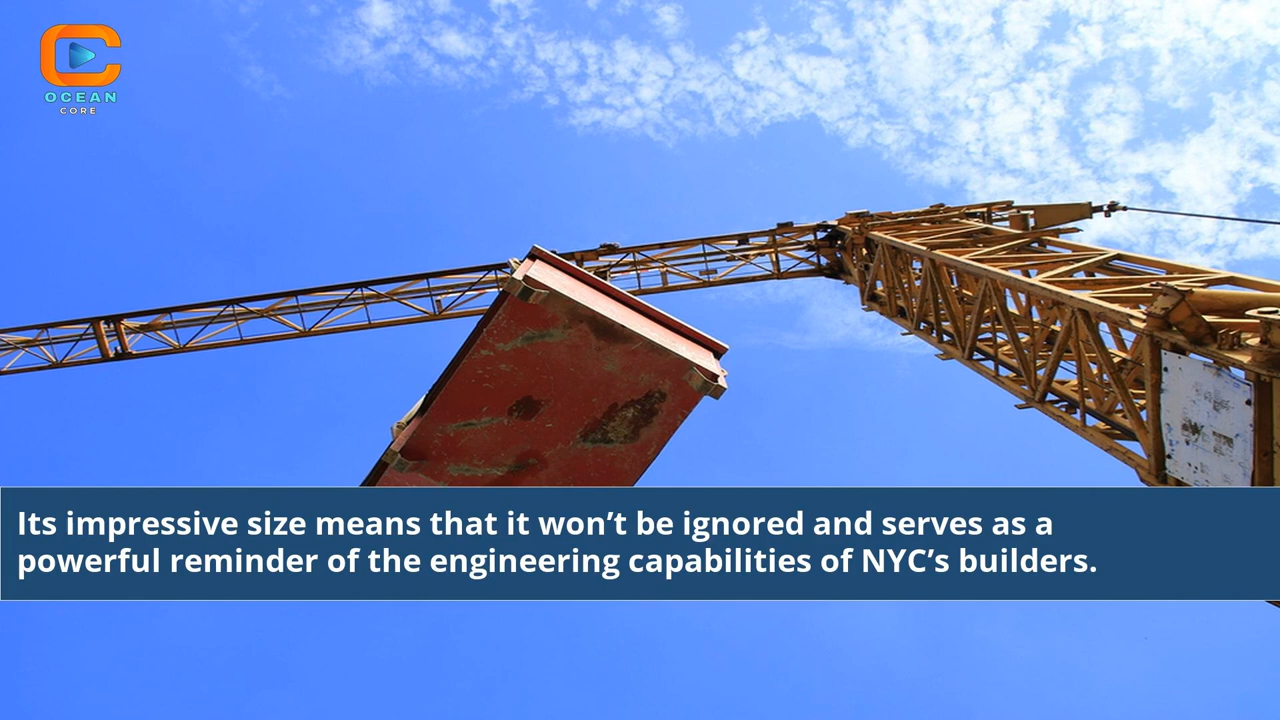 OCEAN
CORE
Its impressive size means that it won’t be ignored and serves as a
powerful reminder of the engineering capabilities of NYC’s builders.